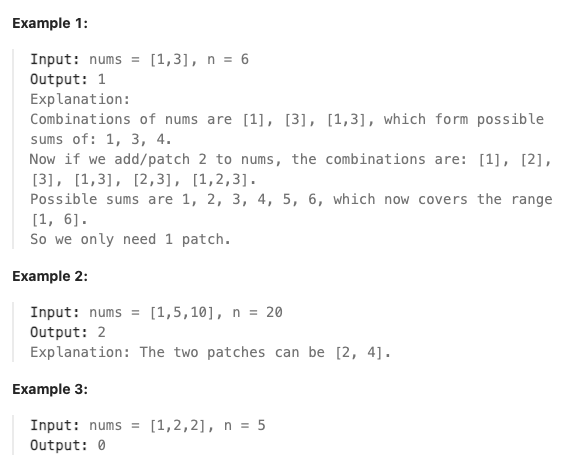 Example 1:
Input: nums = [1,3], n = 6
Output: 1
Explanation:
Combinations of nums are [1], [3], [1,3], which form possible
sums of: 1, 3, 4.
Now if we add/patch 2 to nums, the combinations are: [1], [2],
[3], [1,3], [2,3], [1,2,3].
Possible sums are 1, 2, 3, 4, 5, 6, which now covers the range
[1, 6].
So we only need 1 patch.
Example 2:
Input: nums = [1,5,10], n = 20
Output: 2
Explanation: The two patches can be [2, 4].
Example 3:
Input: nums = [1,2,2], n = 5
Output: 0